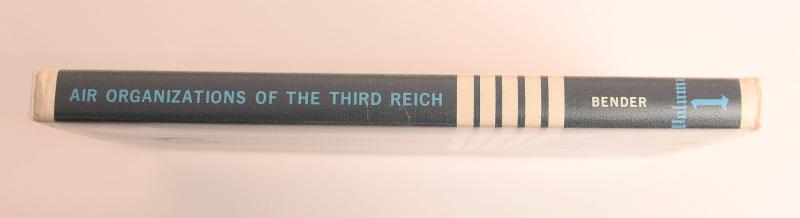 AIR ORGANIZATIONS OF THE THIRD REICH
BENDER
Volume
1